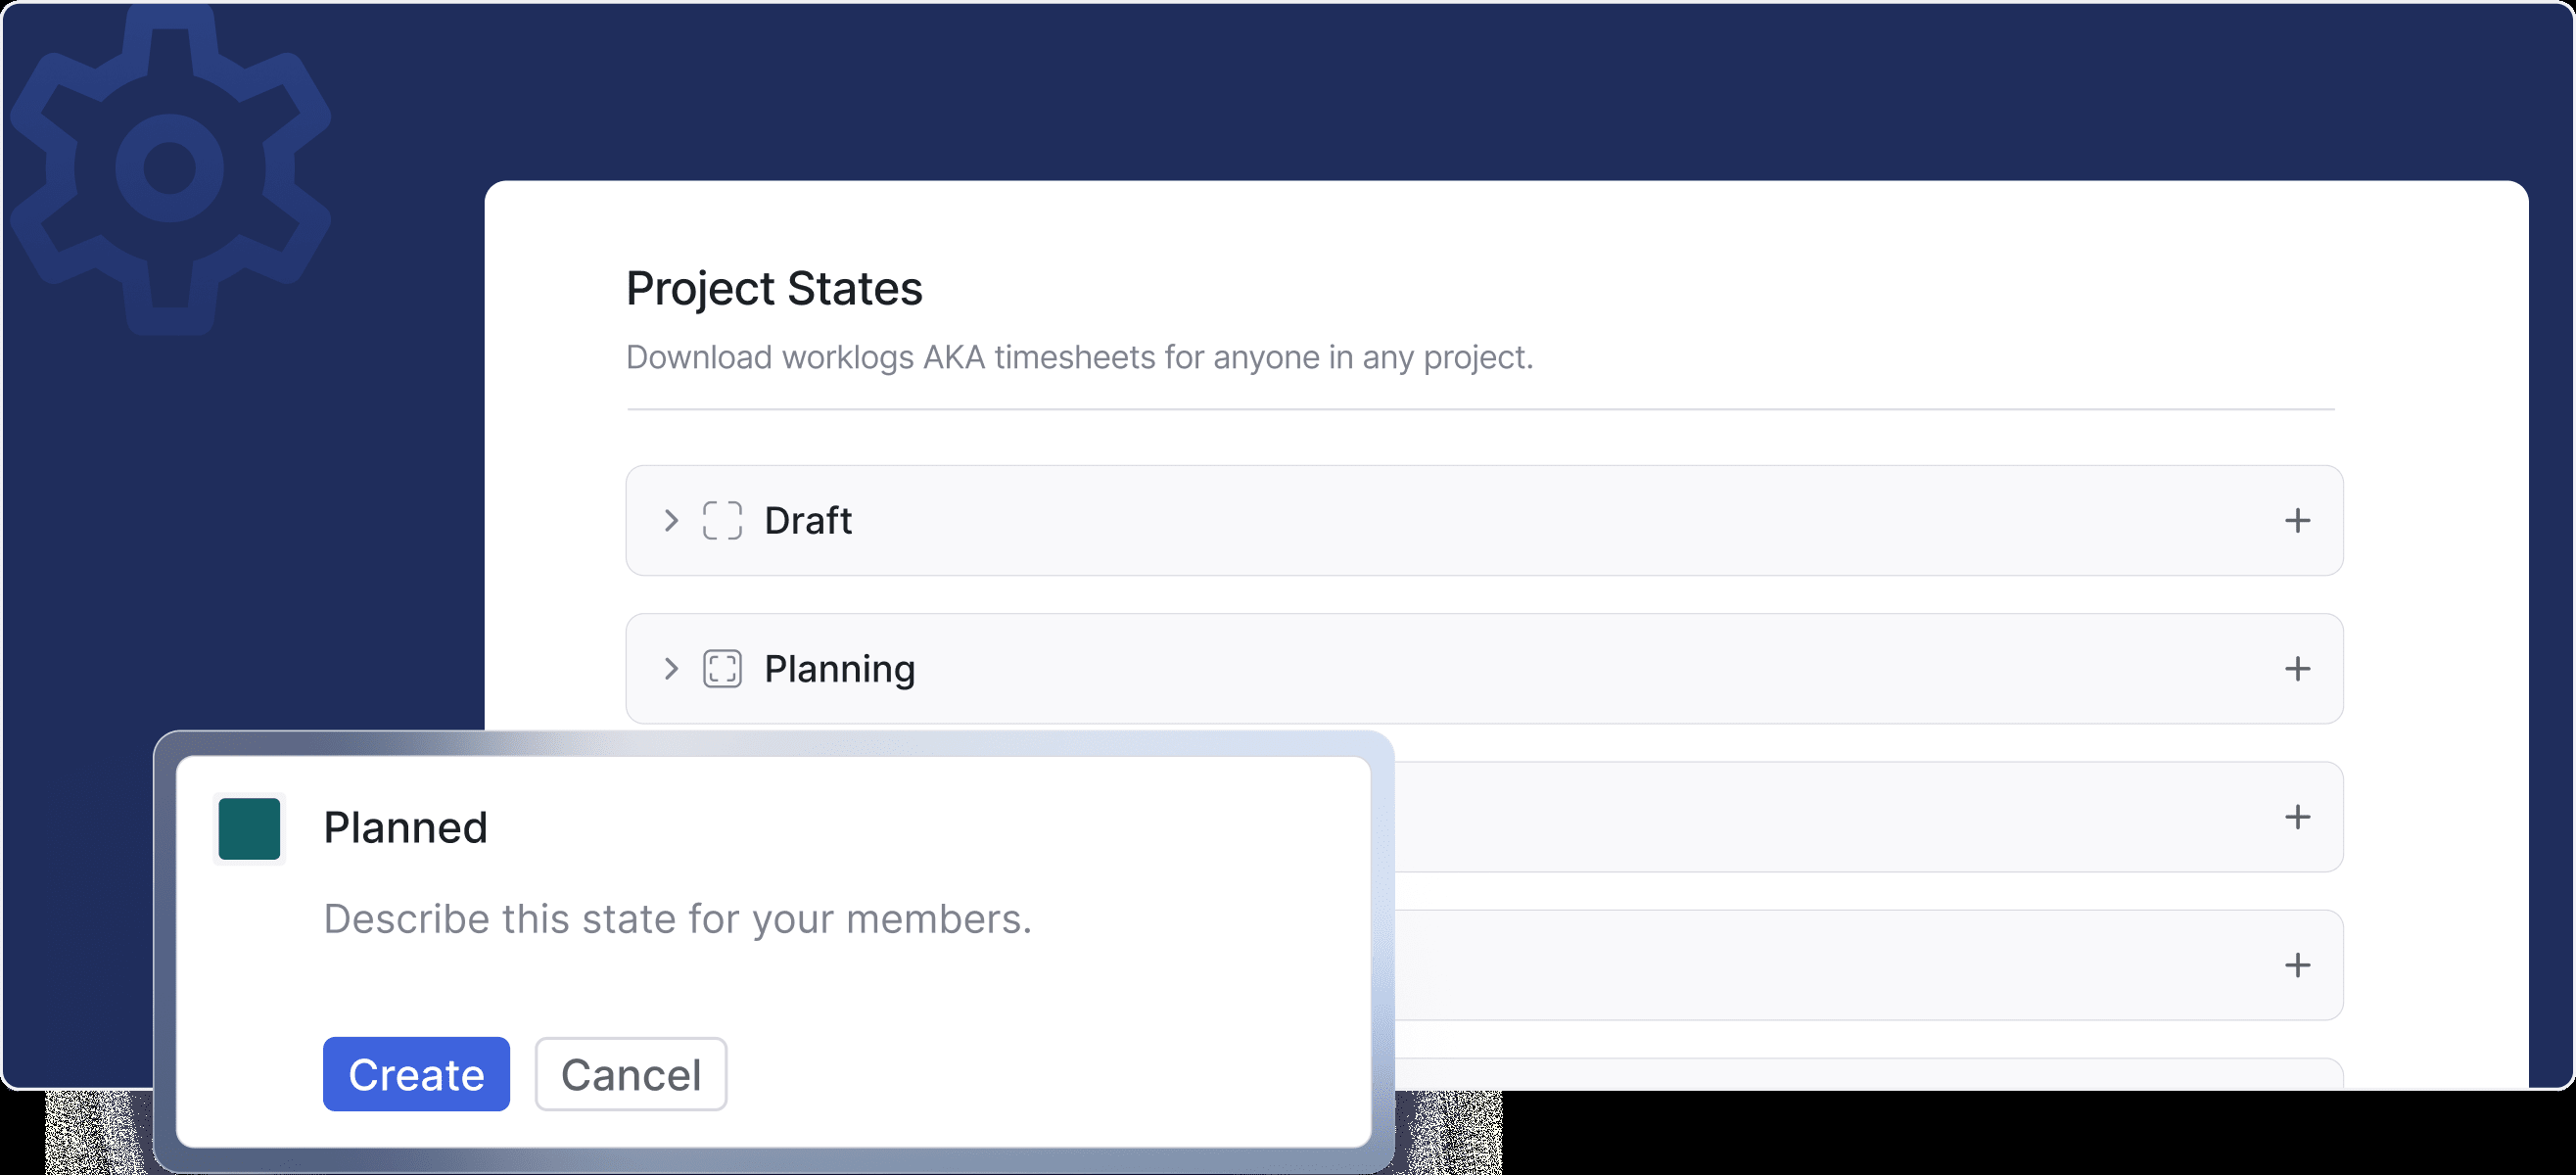 Project States
Download worklogs AKA timesheets for anyone in any project.
Draft
Planning
Planned
Describe this state for your members.
Create
Cancel